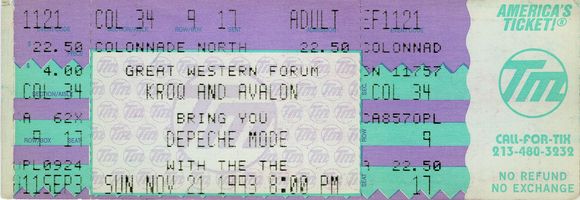 1121 COL 34 9 17 ADULT EF1121
$22.50 COLONNADE NORTH $22.50 COLONNAD
4.00 GREAT WESTERN FORUM 11757
COL 34 KROQ AND AVALON COL 34
A 62X BRING YOU CA8570PL
9 17 DEPECHE MODE 9
PL0924 WITH THE THE
A11SEP3 SUN NOV 21 1993 8:00 PM 17
AMERICA'S
TICKET!®
TM
CALL-FOR-TIX
213-480-3232
NO REFUND
NO EXCHANGE